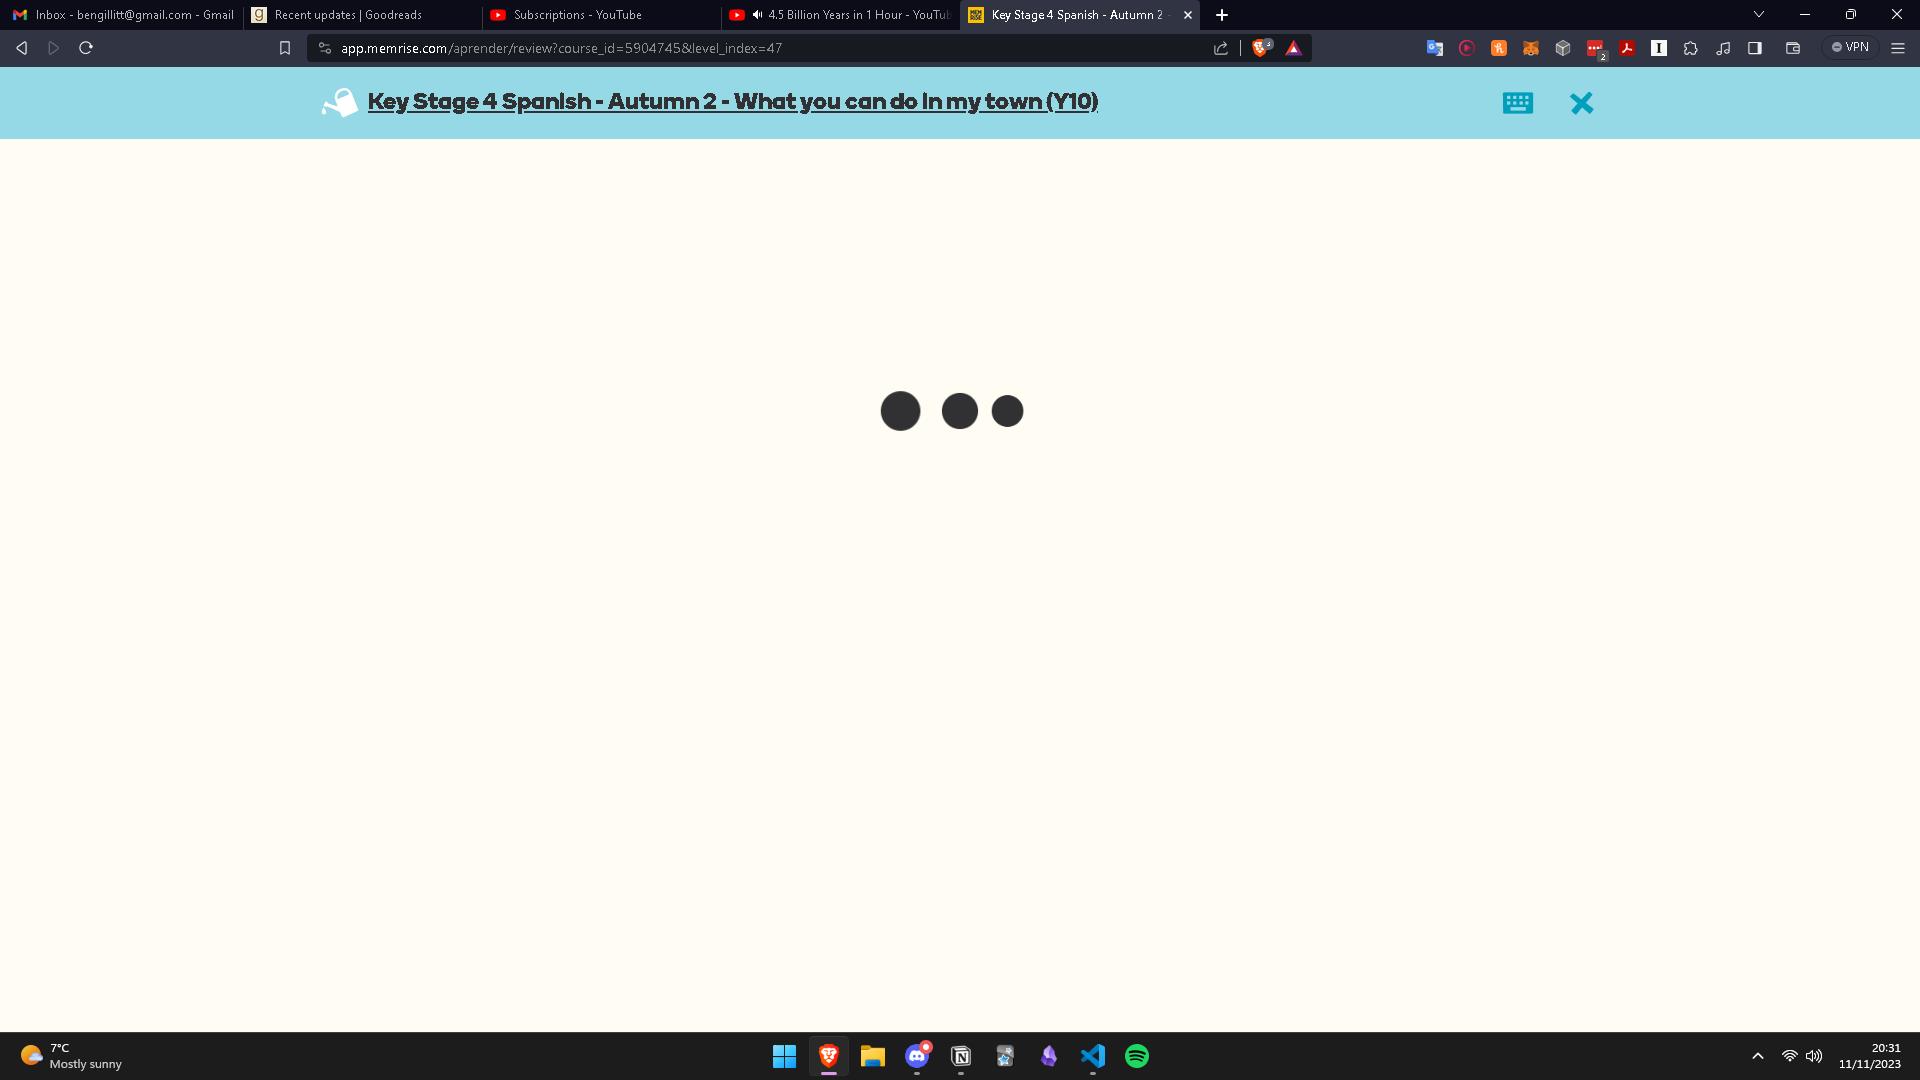 Inbox - bengillitt@gmail.com - Gmail
Recent updates | Goodreads
Subscriptions - YouTube
4.5 Billion Years in 1 Hour - YouTub
Key Stage 4 Spanish - Autumn 2 -
app.memrise.com/aprender/review?course_id=5904745&level_index=47
VPN
2
Key Stage 4 Spanish - Autumn 2 - What you can do in my town (Y10)
7°C
Mostly sunny
20:31
11/11/2023